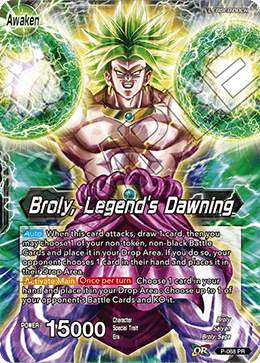 Awaken
Broly, Legend's Dawning
Auto When this card attacks, draw 1 card, then you
may choose 1 of your non token, non-black Battle
Cards and place it in your Drop Area. If you do so, your
opponent chooses 1 card in their hand and places it in
their Drop Area.
Activate:Main Once per turn Choose 1 card in your
hand and place it in your Drop Area : Choose up to 1 of
your opponent's Battle Cards and KO it.
POWER 15000
Character Broly
Special Trait Saiyan
Era Broly Saga
P-068 PR